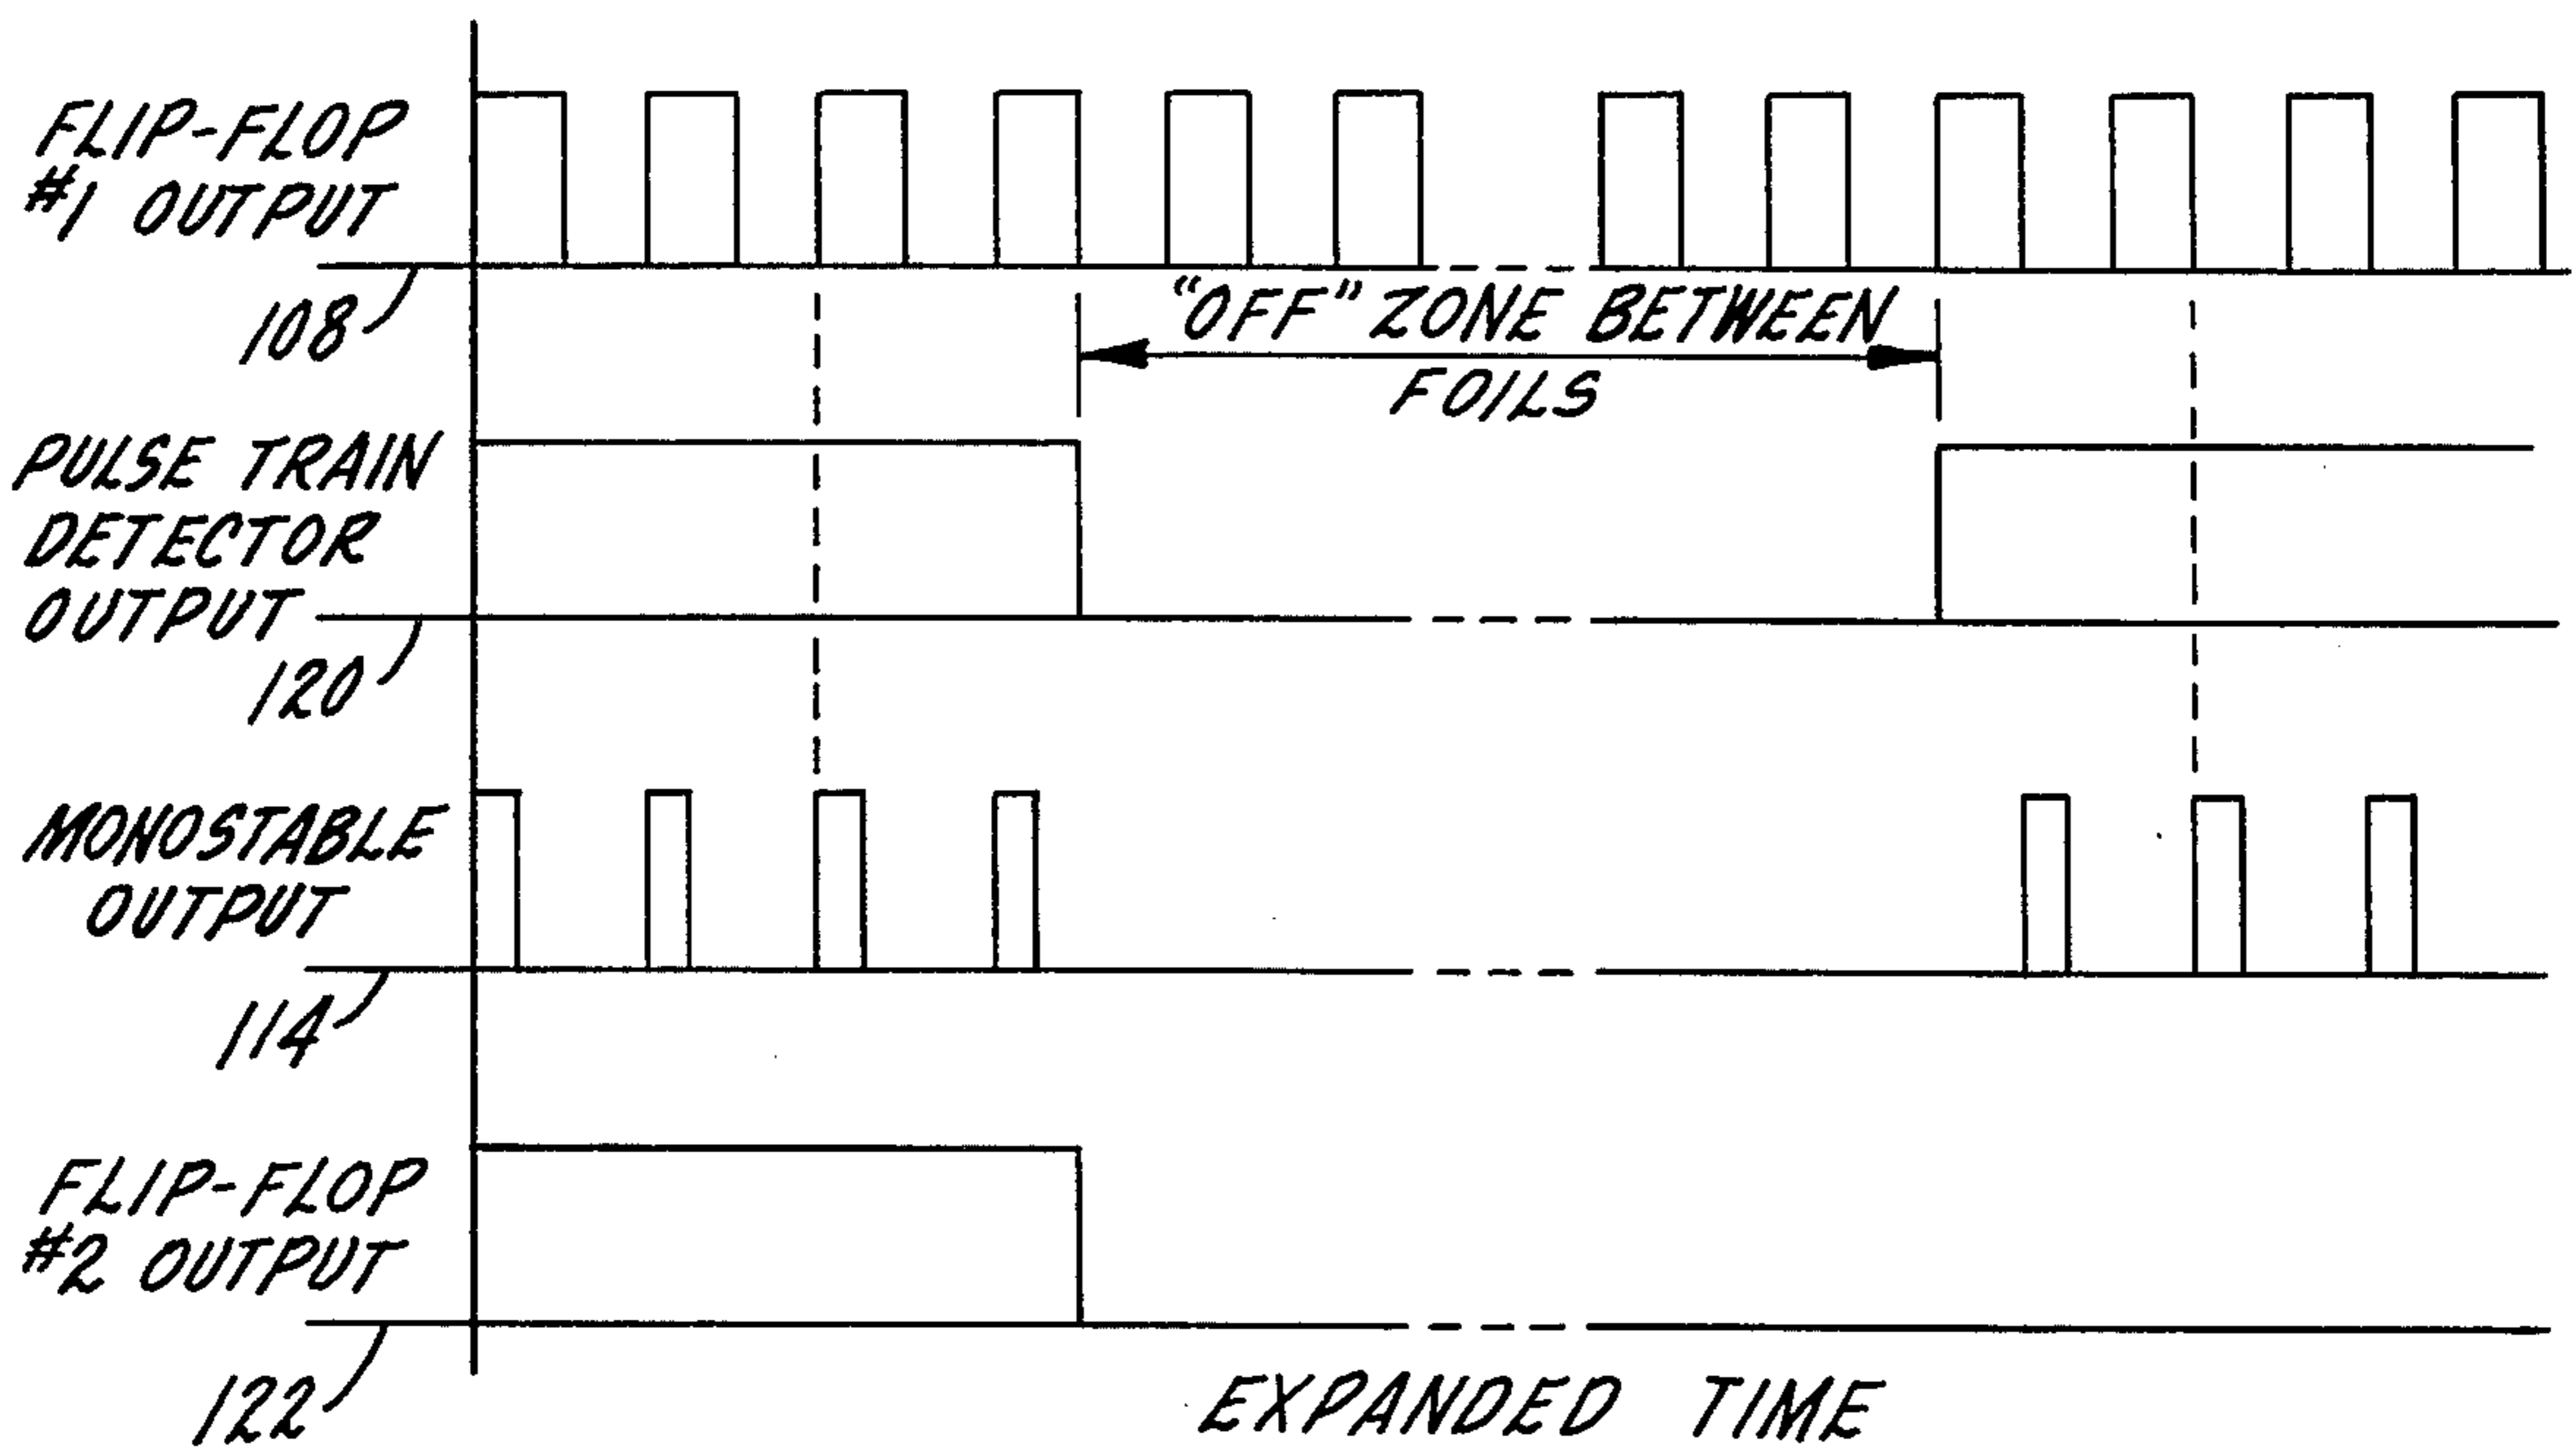 FLIP-FLOP
#1 OUTPUT
108
"OFF" ZONE BETWEEN
FOILS
PULSE TRAIN
DETECTOR
OUTPUT
120
MONOSTABLE
OUTPUT
114
FLIP-FLOP
#2 OUTPUT
122
EXPANDED TIME